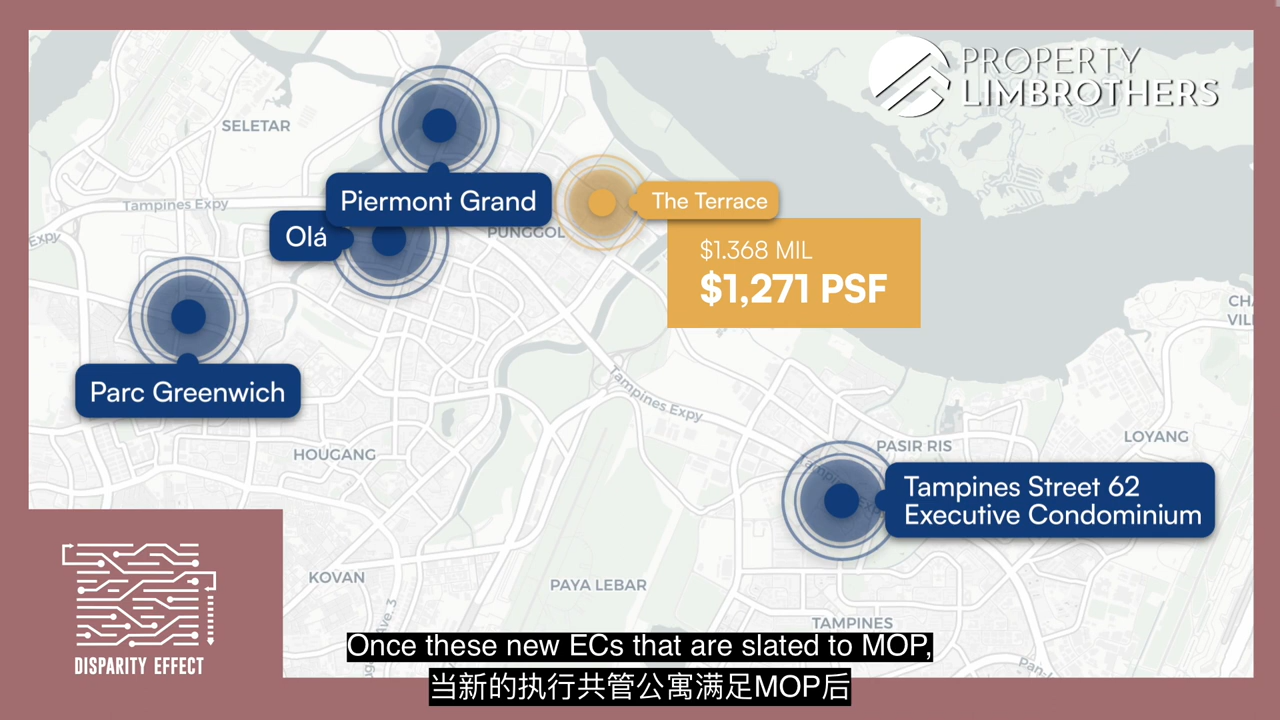 PROPERTY
LIMBROTHERS
SELETAR
Tampines Expy
Piermont Grand
The Terrace
Olá
PUNGGOL
Expy
$1.368 MIL
$1,271 PSF
Parc Greenwich
Tampines Expy
HOUGANG
PASIR RIS
LOYANG
Tampines Street 62
Executive Condominium
KOVAN
PAYA LEBAR
TAMPINES
DISPARITY EFFECT
Once these new ECs that are slated to MOP,
当新的执行共管公寓满足MOP后